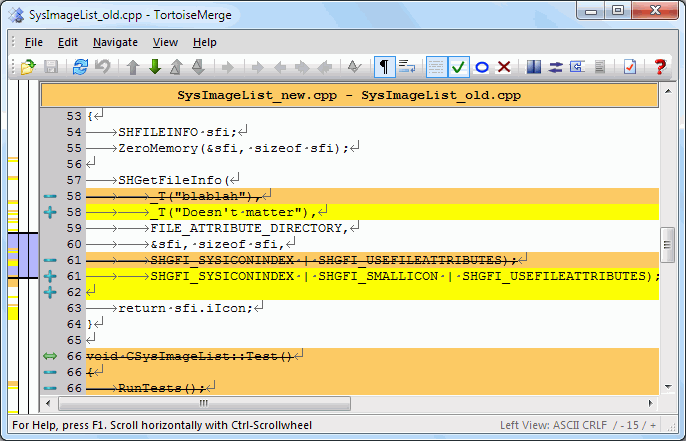 SysImageList_old.cpp - TortoiseMerge
File Edit Navigate View Help
SysImageList_new.cpp - SysImageList_old.cpp
53 {
54 SHFILEINFO sfi;
55 ZeroMemory(&sfi, sizeof sfi);
56
57 SHGetFileInfo(
58 _T("blablah"),
58 _T("Doesn't matter"),
59 FILE_ATTRIBUTE_DIRECTORY,
60 &sfi, sizeof sfi,
61 SHGFI_SYSICONINDEX | SHGFI_USEFILEATTRIBUTES);
61 SHGFI_SYSICONINDEX | SHGFI_SMALLICON | SHGFI_USEFILEATTRIBUTES);
62
63 return sfi.iIcon;
64 }
65
66 void CSysImageList::Test()
66 {
66 RunTests();
For Help, press F1. Scroll horizontally with Ctrl-Scrollwheel Left View: ASCII CRLF / - 15 / +